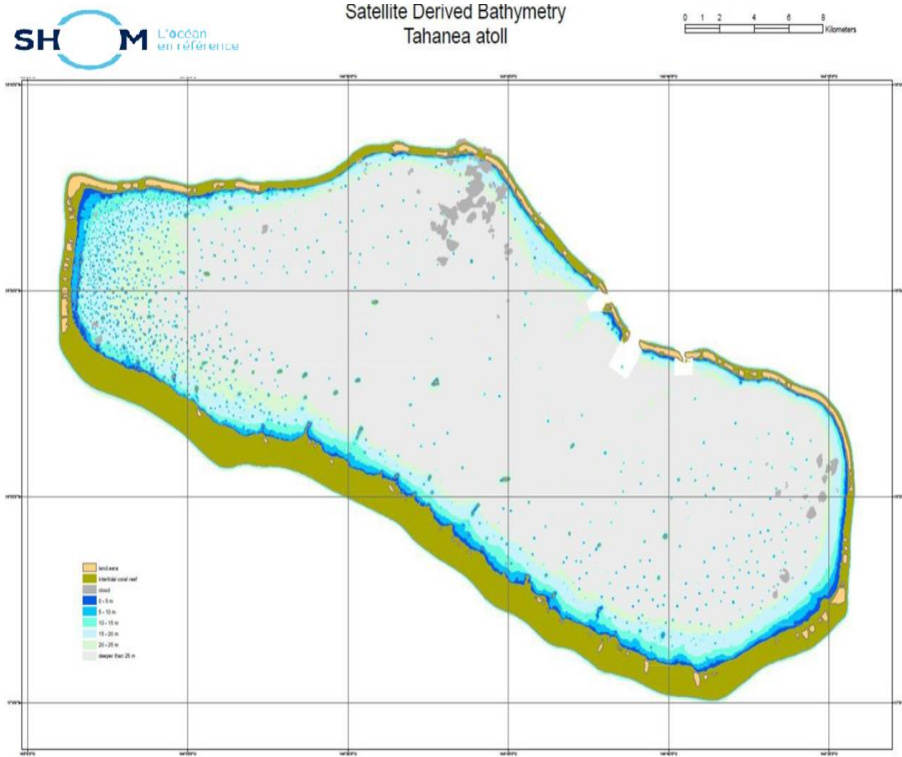 SHOM
L'océan
en référence
Satellite Derived Bathymetry
Tahanea atoll
0 1 2 4 6 8
Kilometers
land area
intertidal coral reef
cloud
0 - 5 m
5 - 10 m
10 - 15 m
15 - 20 m
20 - 25 m
deeper than 25 m